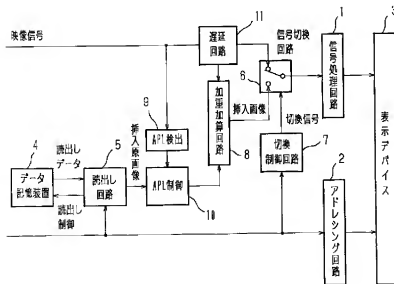 11
遅延回路
信号切換回路
1
3
映像信号
6
信号処理回路
9
加重加算回路
挿入画像
切換信号
表示デバイス
APL検出
8
切換制御回路
7
4
読出しデータ
5
挿入原画像
2
データ記憶装置
読出し回路
APL制御
読出し制御
10
アドレシング回路